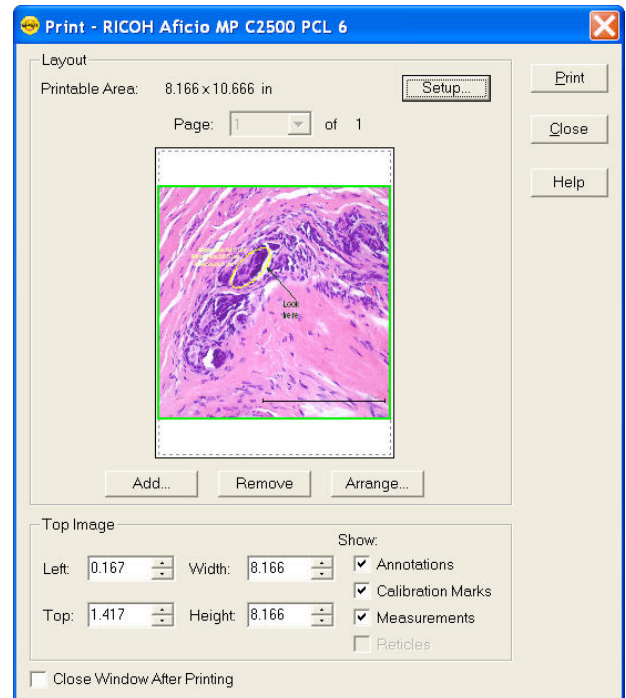 Print - RICOH Aficio MP C2500 PCL 6
Layout
Printable Area: 8.166 x 10.666 in
Setup...
Print
Page: 1 of 1
Close
Help
Look
here
Add... Remove Arrange...
Top Image
Show:
Left: 0.167 Width: 8.166
Annotations
Calibration Marks
Top: 1.417 Height: 8.166
Measurements
Reticles
Close Window After Printing